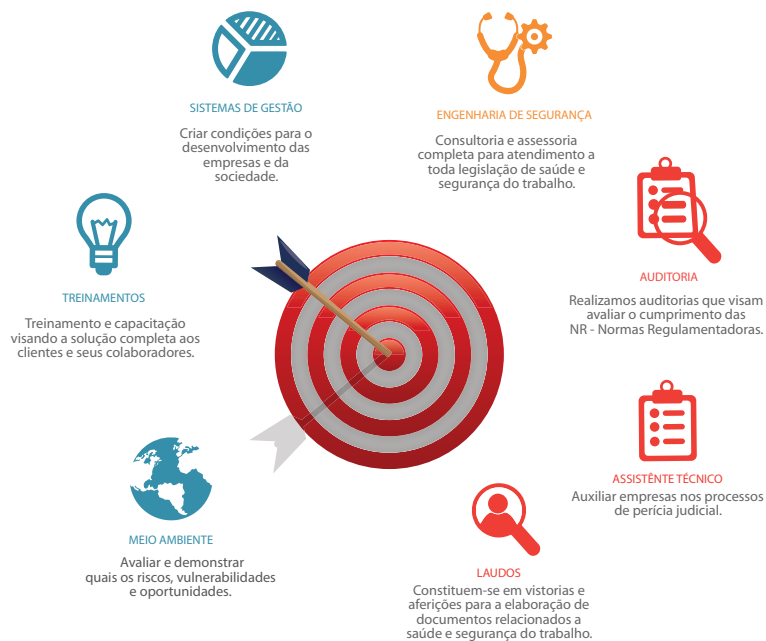 SISTEMAS DE GESTÃO
Criar condições para o
desenvolvimento das
empresas e da
sociedade.
ENGENHARIA DE SEGURANÇA
Consultoria e assessoria
completa para atendimento a
toda legislação de saúde e
segurança do trabalho.
TREINAMENTOS
Treinamento e capacitação
visando a solução completa aos
clientes e seus colaboradores.
AUDITORIA
Realizamos auditorias que visam
avaliar o cumprimento das
NR - Normas Regulamentadoras.
ASSISTÊNTE TÉCNICO
Auxiliar empresas nos processos
de perícia judicial.
MEIO AMBIENTE
Avaliar e demonstrar
quais os riscos, vulnerabilidades
e oportunidades.
LAUDOS
Constituem-se em vistorias e
aferições para a elaboração de
documentos relacionados a
saúde e segurança do trabalho.